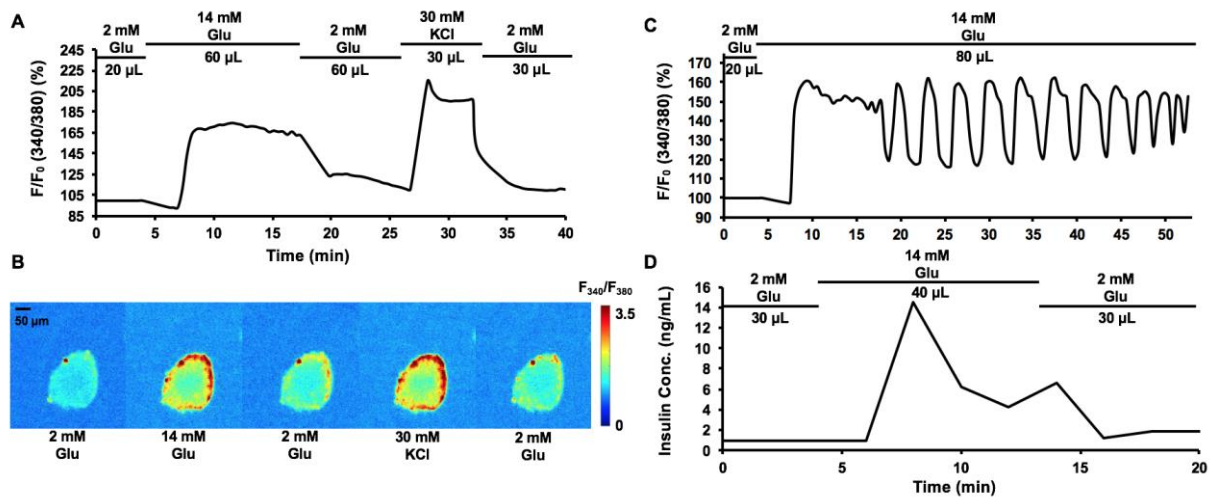 A
2 mM
Glu
20 µL
14 mM
Glu
60 µL
2 mM
Glu
60 µL
30 mM
KCl
30 µL
2 mM
Glu
30 µL
F/F0 (340/380) (%)
245
225
205
185
165
145
125
105
85
0 5 10 15 20 25 30 35 40
Time (min)
B
50 µm
F340/F380
3.5
0
2 mM
Glu
14 mM
Glu
2 mM
Glu
30 mM
KCl
2 mM
Glu
C
2 mM
Glu
20 µL
14 mM
Glu
80 µL
F/F0 (340/380) (%)
170
160
150
140
130
120
110
100
90
0 5 10 15 20 25 30 35 40 45 50
D
2 mM
Glu
30 µL
14 mM
Glu
40 µL
2 mM
Glu
30 µL
Insulin Conc. (ng/mL)
16
14
12
10
8
6
4
2
0
0 5 10 15 20
Time (min)